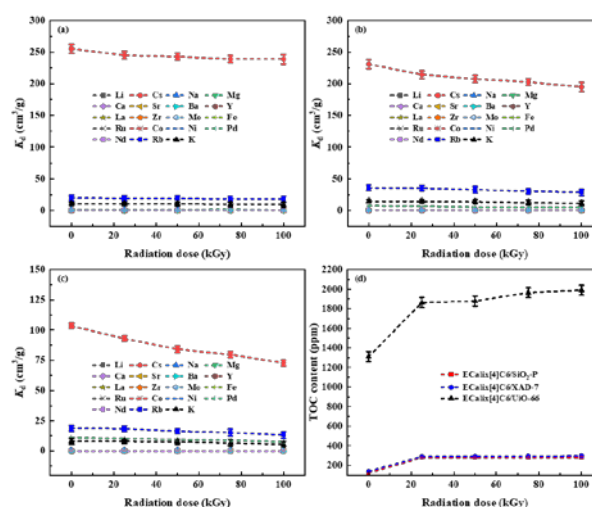 (a)
300
250
200
150
100
50
0
Kd (cm³/g)
Li Cs Na Mg
Ca Sr Ba Y
La Zr Mo Fe
Ru Co Ni Pd
Nd Rb K
0 20 40 60 80 100
Radiation dose (kGy)
(b)
300
250
200
150
100
50
0
Kd (cm³/g)
Li Cs Na Mg
Ca Sr Ba Y
La Zr Mo Fe
Ru Co Ni Pd
Nd Rb K
0 20 40 60 80 100
Radiation dose (kGy)
(c)
150
125
100
75
50
25
0
Kd (cm³/g)
Li Cs Na Mg
Ca Sr Ba Y
La Zr Mo Fe
Ru Co Ni Pd
Nd Rb K
0 20 40 60 80 100
Radiation dose (kGy)
(d)
2200
2000
1800
1600
1400
1200
1000
800
600
400
200
TOC content (ppm)
ECalix[4]C6/SiO₂-P
ECalix[4]C6/XAD-7
ECalix[4]C6/UiO-66
0 20 40 60 80 100
Radiation dose (kGy)